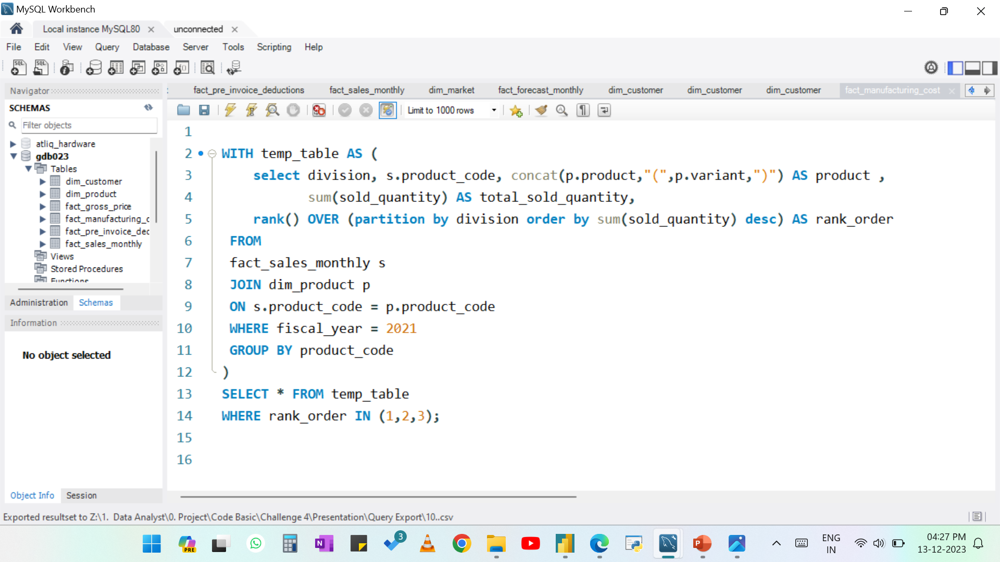 MySQL Workbench
Local instance MySQL80
unconnected
File Edit View Query Database Server Tools Scripting Help
Navigator
fact_pre_invoice_deductions fact_sales_monthly dim_market fact_forecast_monthly dim_customer dim_customer dim_customer fact_manufacturing_cost
SCHEMAS
Limit to 1000 rows
Filter objects
atliq_hardware
gdb023
Tables
dim_customer
dim_product
fact_gross_price
fact_manufacturing_c
fact_pre_invoice_dec
fact_sales_monthly
Views
Stored Procedures
Functions
Administration Schemas
Information
No object selected
Object Info Session
1
2 WITH temp_table AS (
3 select division, s.product_code, concat(p.product,"(",p.variant,")") AS product ,
4 sum(sold_quantity) AS total_sold_quantity,
5 rank() OVER (partition by division order by sum(sold_quantity) desc) AS rank_order
6 FROM
7 fact_sales_monthly s
8 JOIN dim_product p
9 ON s.product_code = p.product_code
10 WHERE fiscal_year = 2021
11 GROUP BY product_code
12 )
13 SELECT * FROM temp_table
14 WHERE rank_order IN (1,2,3);
15
16
Exported resultset to Z:\1. Data Analyst\0. Project\Code Basic\Challenge 4\Presentation\Query Export\10..csv
PRE
N
3
P
ENG
IN
04:27 PM
13-12-2023